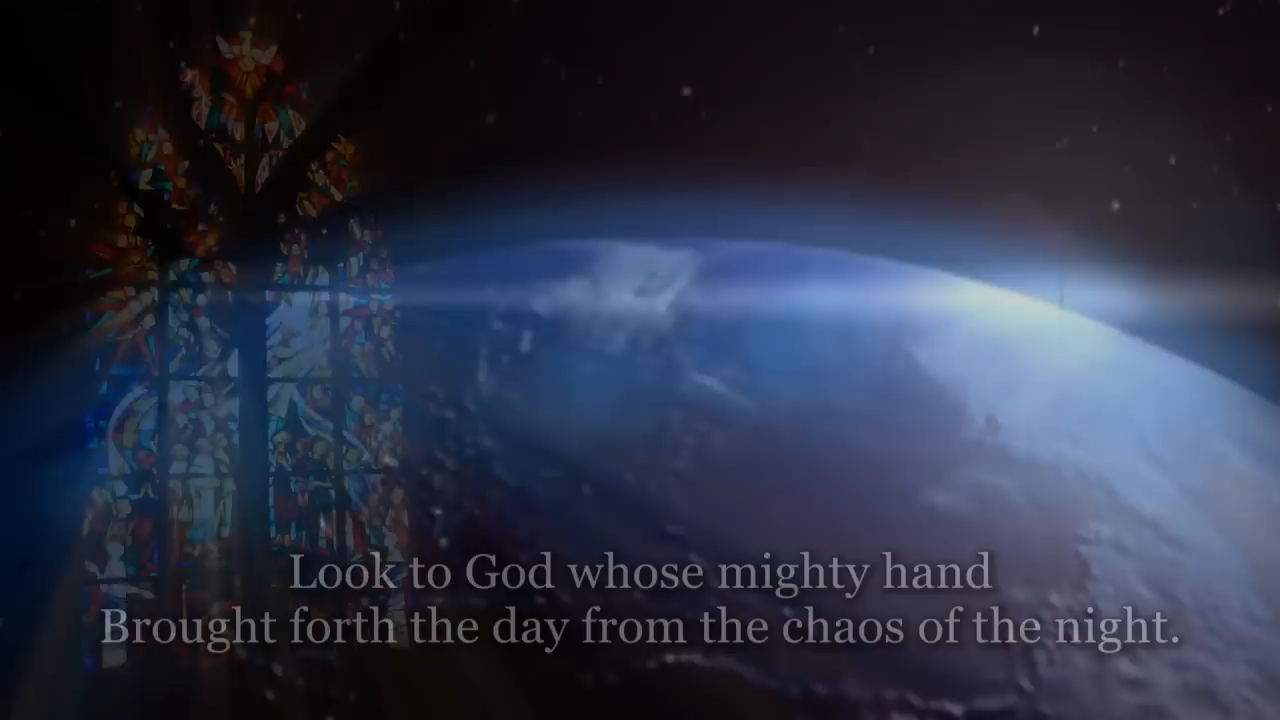 Look to God whose mighty hand
Brought forth the day from the chaos of the night.